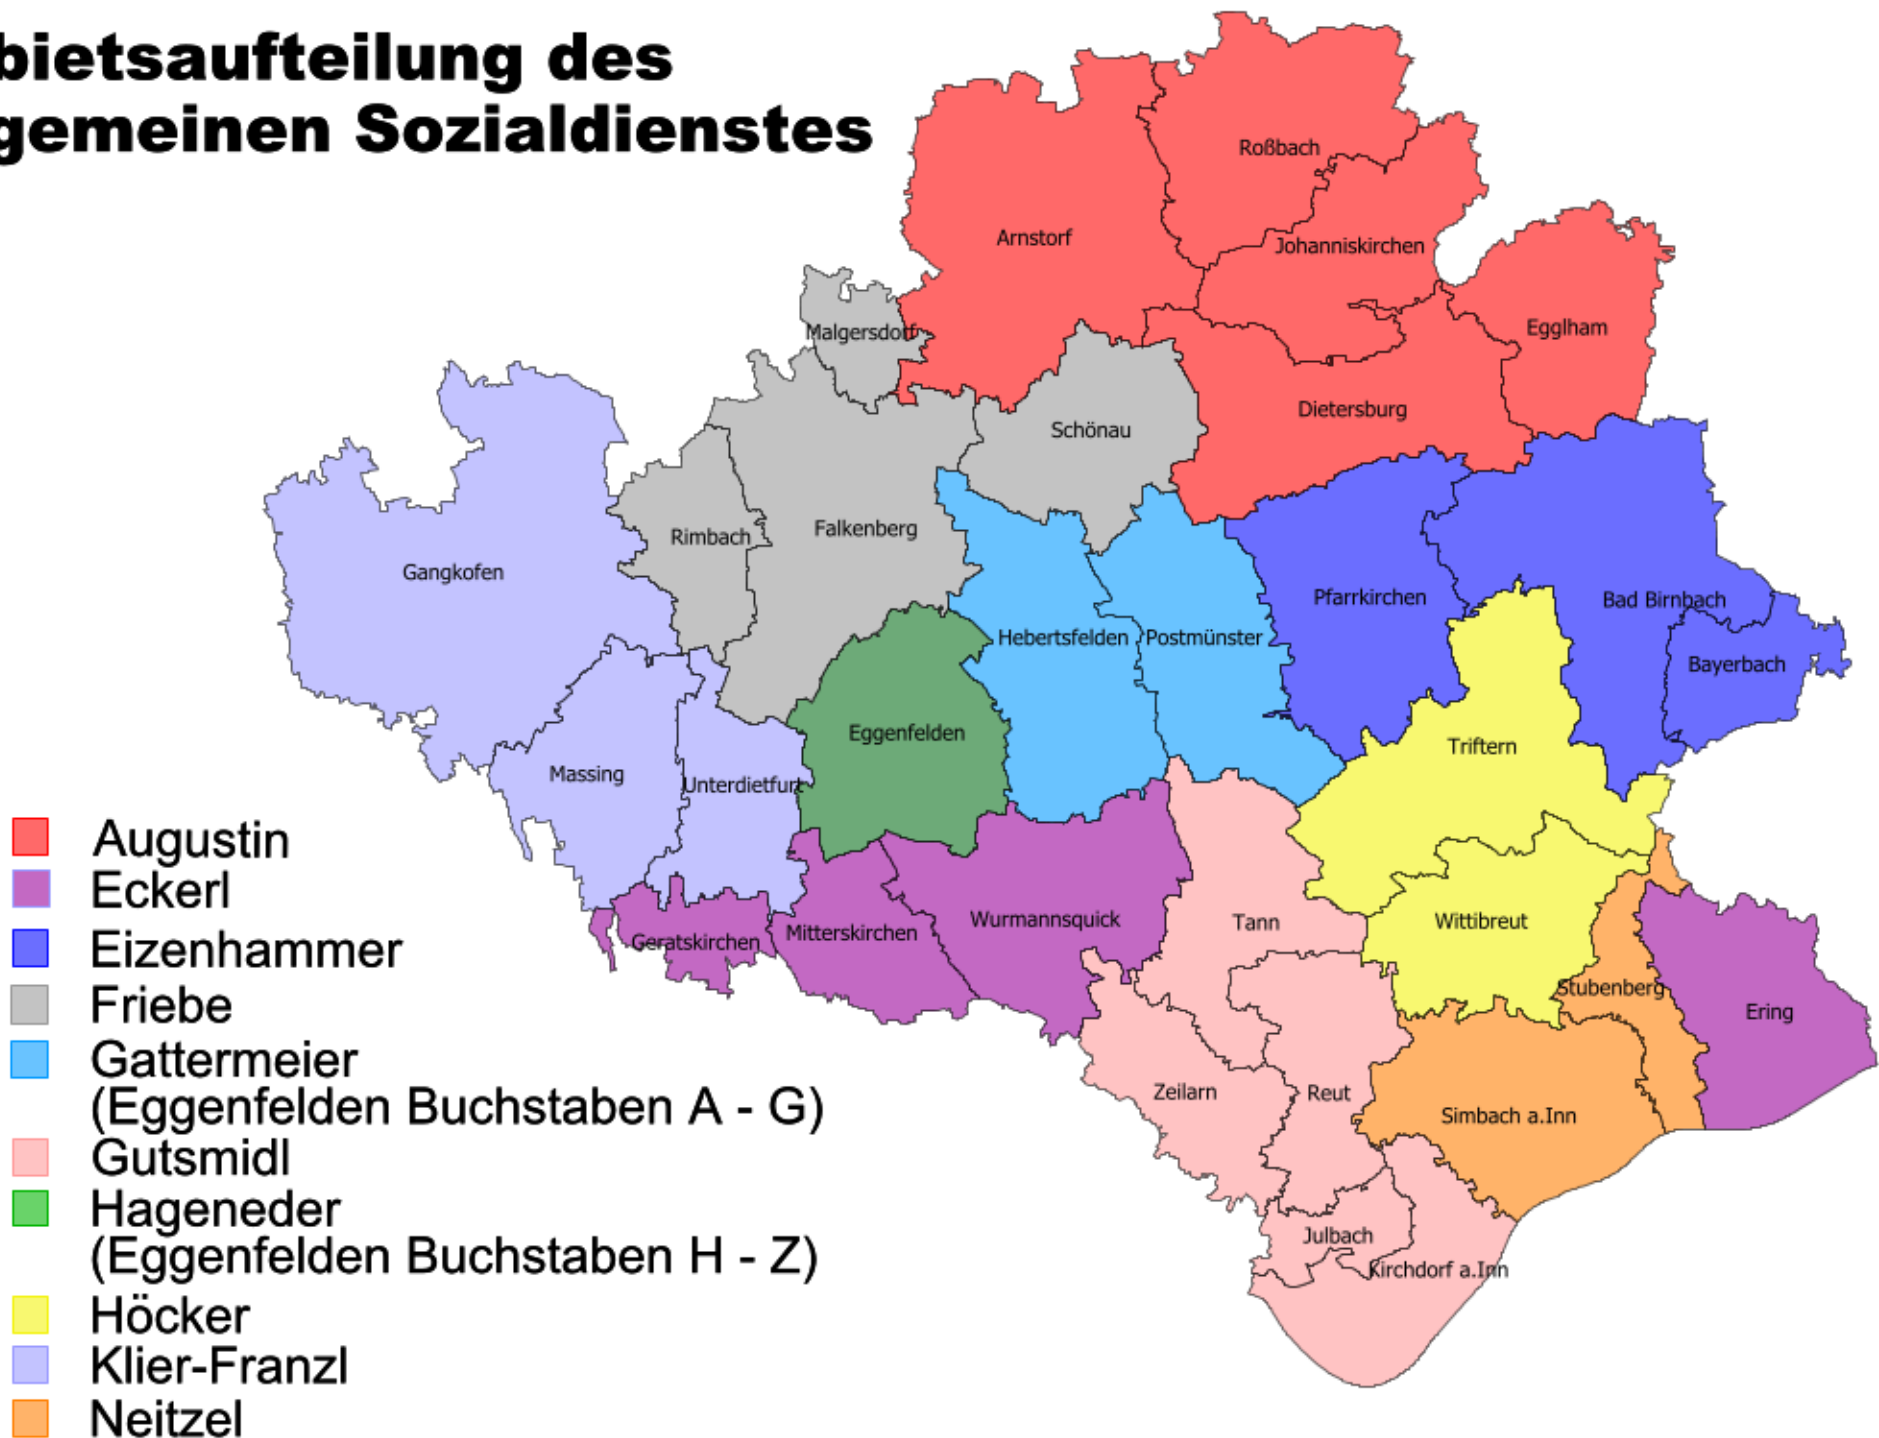 bietsaufteilung des
gemeinen Sozialdienstes
Roßbach
Arnstorf
Johanniskirchen
Malgersdorf
Egglham
Dietersburg
Schönau
Rimbach
Falkenberg
Gangkofen
Pfarrkirchen
Bad Birnbach
Hebertsfelden
Postmünster
Bayerbach
Eggenfelden
Triftern
Massing
Unterdietfurt
Wurmannsquick
Tann
Wittibreut
Mitterskirchen
Geratskirchen
Stubenberg
Ering
Zeilarn
Reut
Simbach a.Inn
Julbach
Kirchdorf a.Inn
Augustin
Eckerl
Eizenhammer
Friebe
Gattermeier
(Eggenfelden Buchstaben A - G)
Gutsmidl
Hageneder
(Eggenfelden Buchstaben H - Z)
Höcker
Klier-Franzl
Neitzel